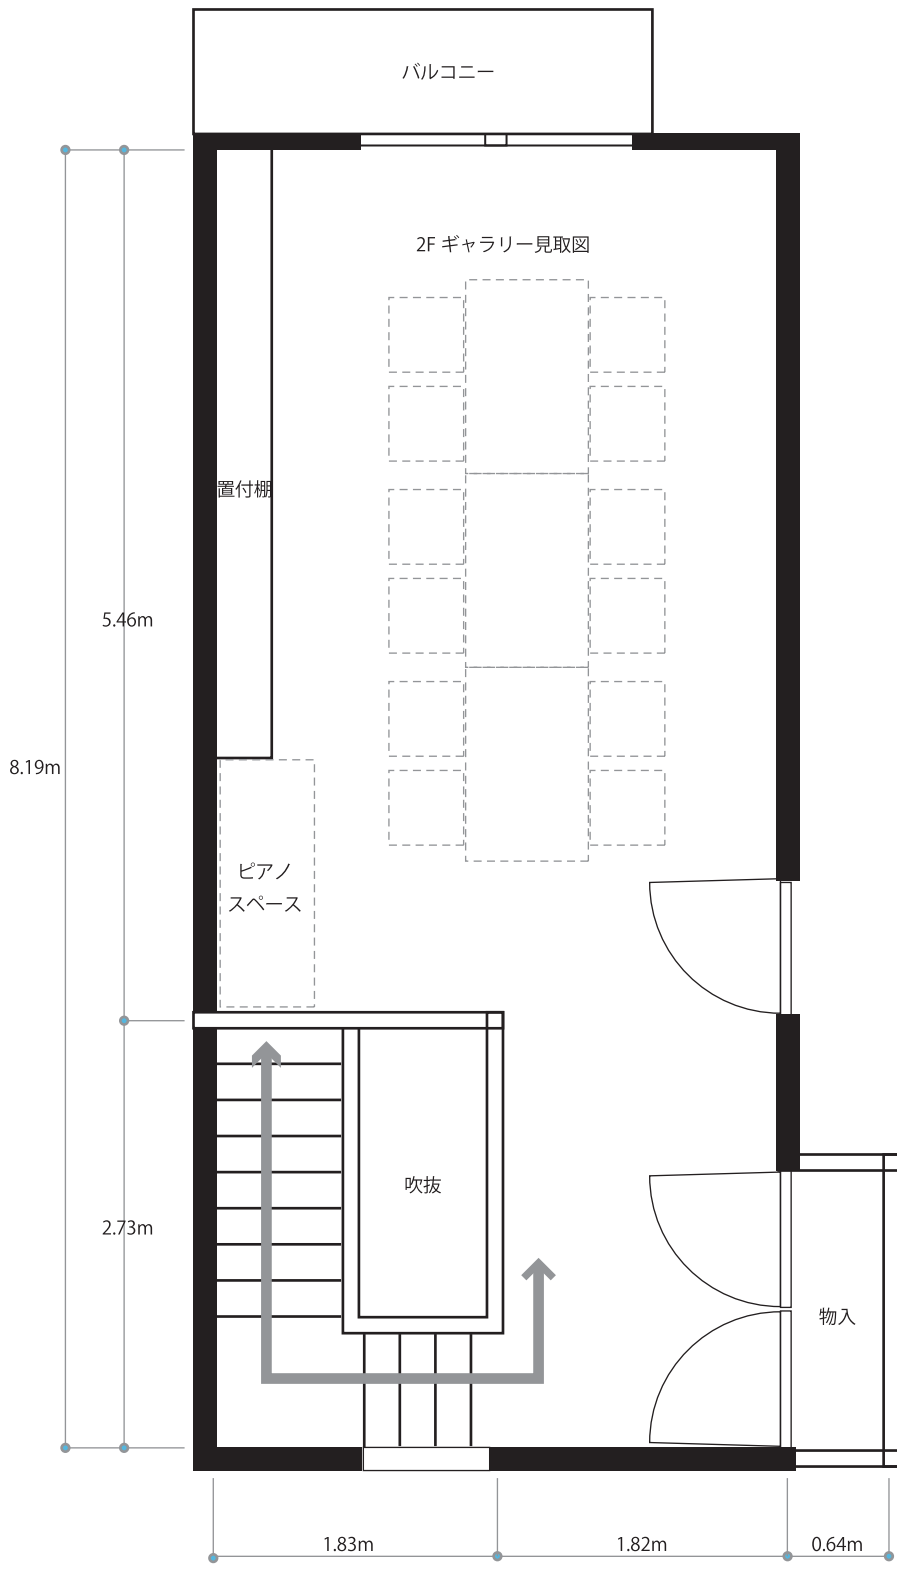 バルコニー
2F ギャラリー見取図
置付棚
5.46m
8.19m
ピアノ
スペース
吹抜
2.73m
物入
1.83m
1.82m
0.64m